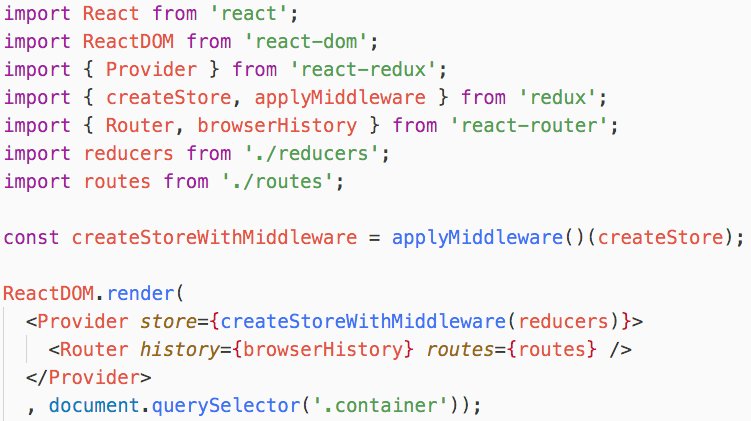 import React from 'react';
import ReactDOM from 'react-dom';
import { Provider } from 'react-redux';
import { createStore, applyMiddleware } from 'redux';
import { Router, browserHistory } from 'react-router';
import reducers from './reducers';
import routes from './routes';

const createStoreWithMiddleware = applyMiddleware()(createStore);

ReactDOM.render(
  <Provider store={createStoreWithMiddleware(reducers)}>
    <Router history={browserHistory} routes={routes} />
  </Provider>
  , document.querySelector('.container'));